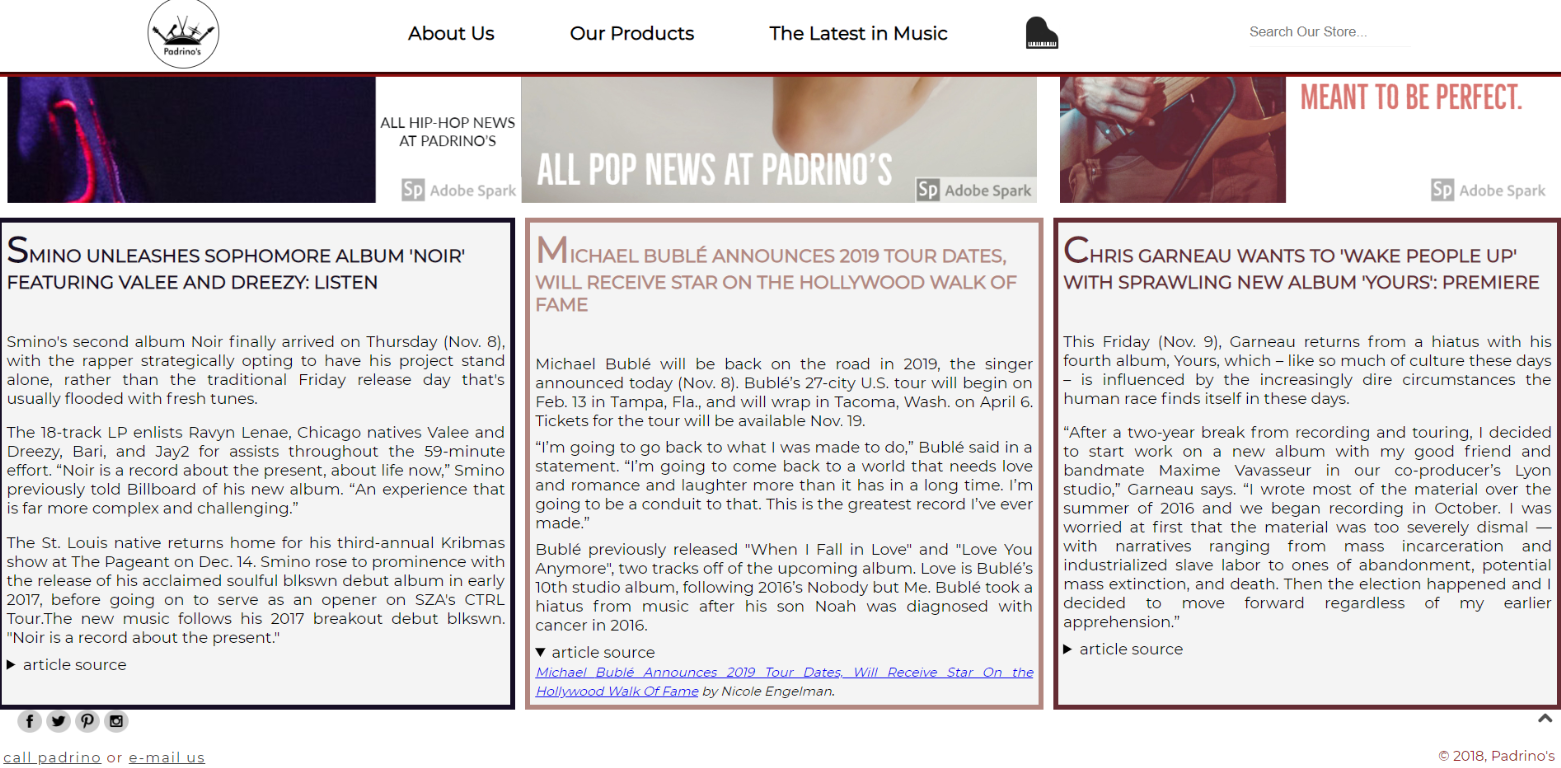 Padrino's
About Us
Our Products
The Latest in Music
Search Our Store...
ALL HIP-HOP NEWS
AT PADRINO'S
Sp Adobe Spark
ALL POP NEWS AT PADRINO'S
Sp Adobe Spark
MEANT TO BE PERFECT.
Sp Adobe Spark
SMINO UNLEASHES SOPHOMORE ALBUM 'NOIR'
FEATURING VALEE AND DREEZY: LISTEN
Smino's second album Noir finally arrived on Thursday (Nov. 8),
with the rapper strategically opting to have his project stand
alone, rather than the traditional Friday release day that's
usually flooded with fresh tunes.
The 18-track LP enlists Ravyn Lenae, Chicago natives Valee and
Dreezy, Bari, and Jay2 for assists throughout the 59-minute
effort. “Noir is a record about the present, about life now,” Smino
previously told Billboard of his new album. “An experience that
is far more complex and challenging.”
The St. Louis native returns home for his third-annual Kribmas
show at The Pageant on Dec. 14. Smino rose to prominence with
the release of his acclaimed soulful blkswn debut album in early
2017, before going on to serve as an opener on SZA's CTRL
Tour.The new music follows his 2017 breakout debut blkswn.
"Noir is a record about the present."
article source
MICHAEL BUBLÉ ANNOUNCES 2019 TOUR DATES,
WILL RECEIVE STAR ON THE HOLLYWOOD WALK OF
FAME
Michael Bublé will be back on the road in 2019, the singer
announced today (Nov. 8). Bublé’s 27-city U.S. tour will begin on
Feb. 13 in Tampa, Fla., and will wrap in Tacoma, Wash. on April 6.
Tickets for the tour will be available Nov. 19.
“I’m going to go back to what I was made to do,” Bublé said in a
statement. “I’m going to come back to a world that needs love
and romance and laughter more than it has in a long time. I’m
going to be a conduit to that. This is the greatest record I’ve ever
made.”
Bublé previously released "When I Fall in Love" and "Love You
Anymore", two tracks off of the upcoming album. Love is Bublé’s
10th studio album, following 2016’s Nobody but Me. Bublé took a
hiatus from music after his son Noah was diagnosed with
cancer in 2016.
article source
Michael Bublé Announces 2019 Tour Dates, Will Receive Star On the
Hollywood Walk Of Fame by Nicole Engelman.
CHRIS GARNEAU WANTS TO 'WAKE PEOPLE UP'
WITH SPRAWLING NEW ALBUM 'YOURS': PREMIERE
This Friday (Nov. 9), Garneau returns from a hiatus with his
fourth album, Yours, which – like so much of culture these days
– is influenced by the increasingly dire circumstances the
human race finds itself in these days.
“After a two-year break from recording and touring, I decided
to start work on a new album with my good friend and
bandmate Maxime Vavasseur in our co-producer’s Lyon
studio,” Garneau says. “I wrote most of the material over the
summer of 2016 and we began recording in October. I was
worried at first that the material was too severely dismal —
with narratives ranging from mass incarceration and
industrialized slave labor to ones of abandonment, potential
mass extinction, and death. Then the election happened and I
decided to move forward regardless of my earlier
apprehension.”
article source
call padrino or e-mail us
© 2018, Padrino's